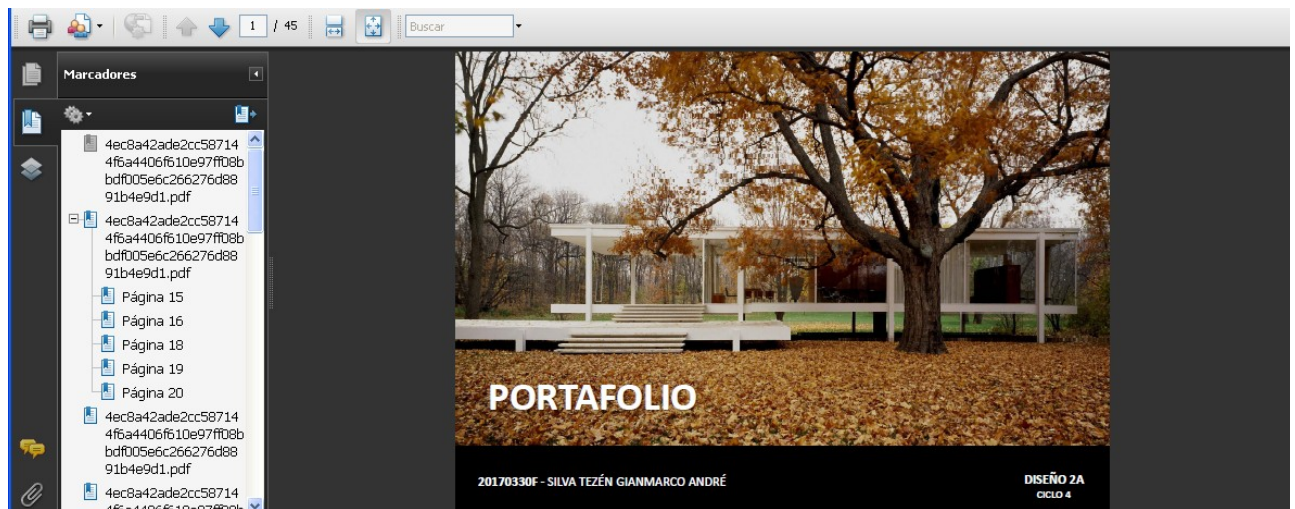 1 / 45
Buscar
Marcadores
4ec8a42ade2cc58714
4f6a4406f610e97ff08b
bdf005e6c266276d88
91b4e9d1.pdf
4ec8a42ade2cc58714
4f6a4406f610e97ff08b
bdf005e6c266276d88
91b4e9d1.pdf
Página 15
Página 16
Página 18
Página 19
Página 20
4ec8a42ade2cc58714
4f6a4406f610e97ff08b
bdf005e6c266276d88
91b4e9d1.pdf
4ec8a42ade2cc58714
PORTAFOLIO
20170330F - SILVA TEZÉN GIANMARCO ANDRÉ
DISEÑO 2A
CICLO 4